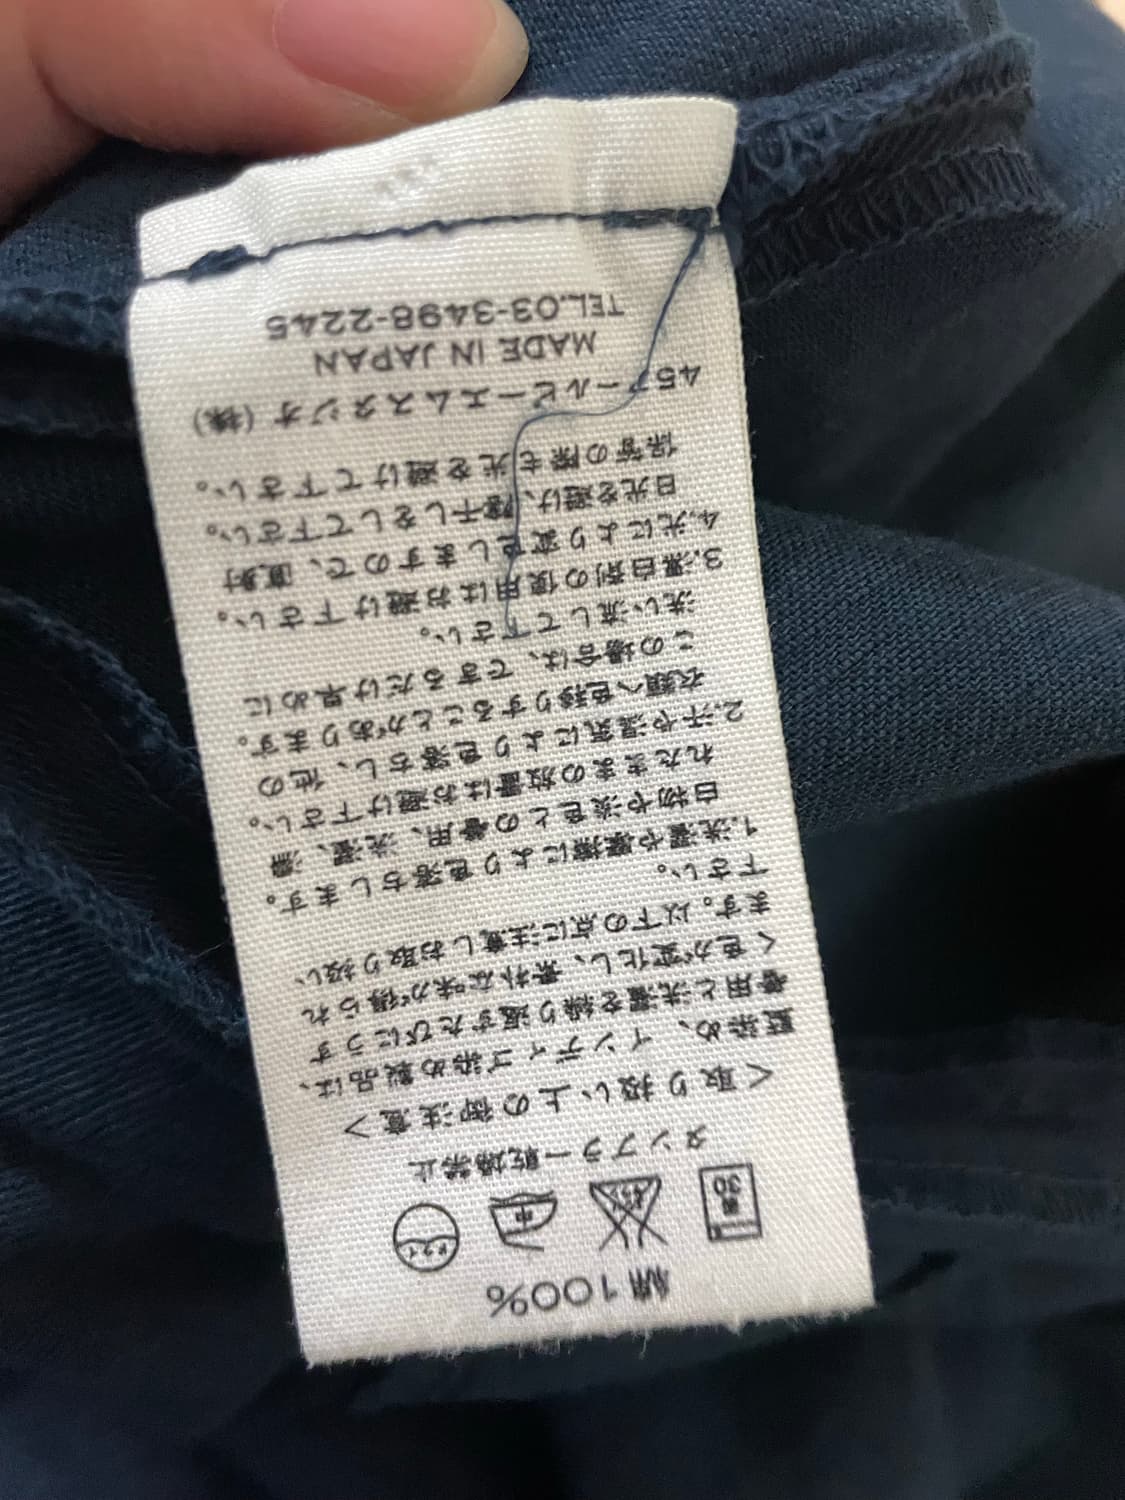 綿100%
弱
30
エンソ
サラシ
中
ドライ
タンブラー乾燥禁止
<取り扱い上の御注意>
藍染め、インディゴ染め製品は、
着用と洗濯を繰り返すたびにうす
く色が変化し、素朴な味が得られ
ます。以下の点に注意しお取り扱い
下さい。
1.洗濯や摩擦により色落ちします。
白物や淡色との着用、洗濯、濡
れたままの放置はお避け下さい。
2.汗や湿気により色落ちし、他の
衣類へ色移りすることがあります。
この場合は、できるだけ早めに
洗い流して下さい。
3.漂白剤の使用はお避け下さい。
4.光により変色しますので、直射
日光を避け、陰干しをして下さい。
保管の際も光を避けて下さい。
45アールピーエムスタジオ(株)
MADE IN JAPAN
TEL.03-3498-2245